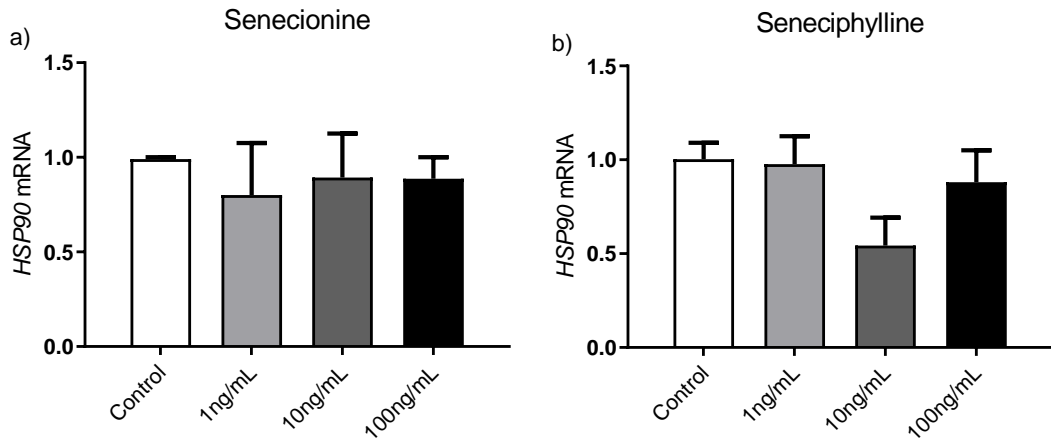 a)
Senecionine
HSP90 mRNA
1.5
1.0
0.5
0.0
Control
1ng/mL
10ng/mL
100ng/mL
b)
Seneciphylline
HSP90 mRNA
1.5
1.0
0.5
0.0
Control
1ng/mL
10ng/mL
100ng/mL